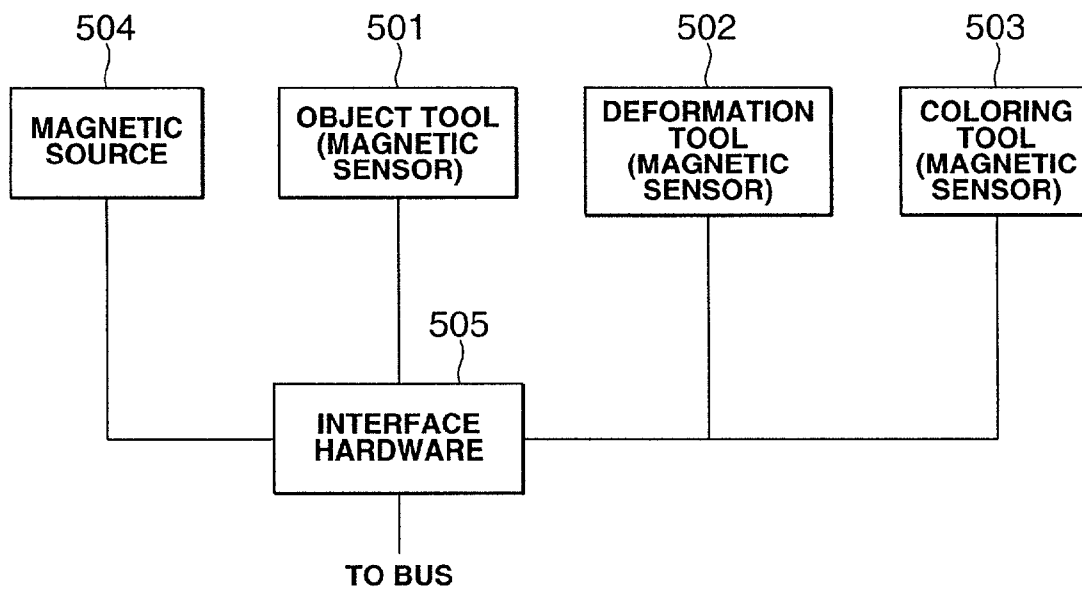 504
501
502
503
MAGNETIC
SOURCE
OBJECT TOOL
(MAGNETIC
SENSOR)
DEFORMATION
TOOL
(MAGNETIC
SENSOR)
COLORING
TOOL
(MAGNETIC
SENSOR)
505
INTERFACE
HARDWARE
TO BUS